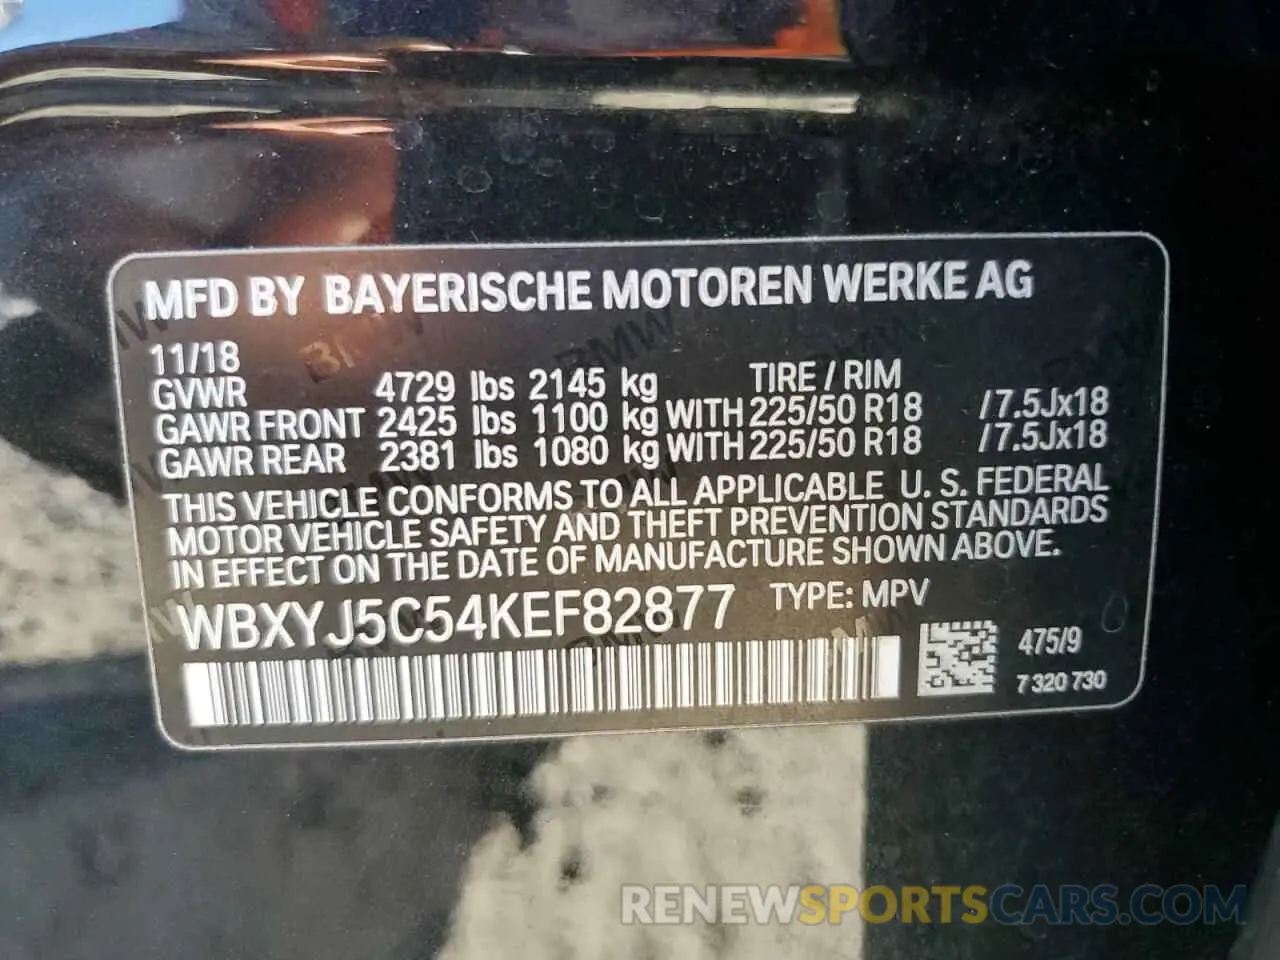 MFD BY BAYERISCHE MOTOREN WERKE AG
11/18
GVWR 4729 lbs 2145 kg TIRE / RIM
GAWR FRONT 2425 lbs 1100 kg WITH 225/50 R18 / 7.5Jx18
GAWR REAR 2381 lbs 1080 kg WITH 225/50 R18 / 7.5Jx18
THIS VEHICLE CONFORMS TO ALL APPLICABLE U. S. FEDERAL
MOTOR VEHICLE SAFETY AND THEFT PREVENTION STANDARDS
IN EFFECT ON THE DATE OF MANUFACTURE SHOWN ABOVE.
WBXYJ5C54KEF82877 TYPE: MPV
475/9
7 320 730
RENEWSPORTSCARS.COM